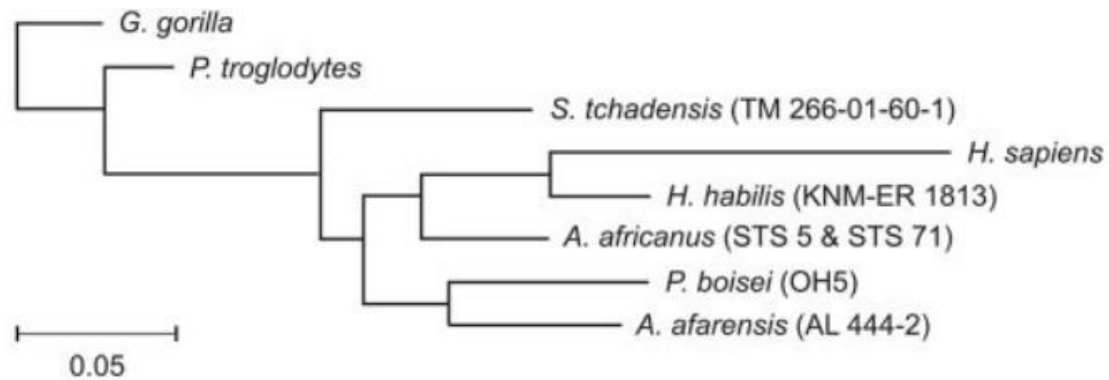 G. gorilla
P. troglodytes
S. tchadensis (TM 266-01-60-1)
H. sapiens
H. habilis (KNM-ER 1813)
A. africanus (STS 5 & STS 71)
P. boisei (OH5)
A. afarensis (AL 444-2)
0.05